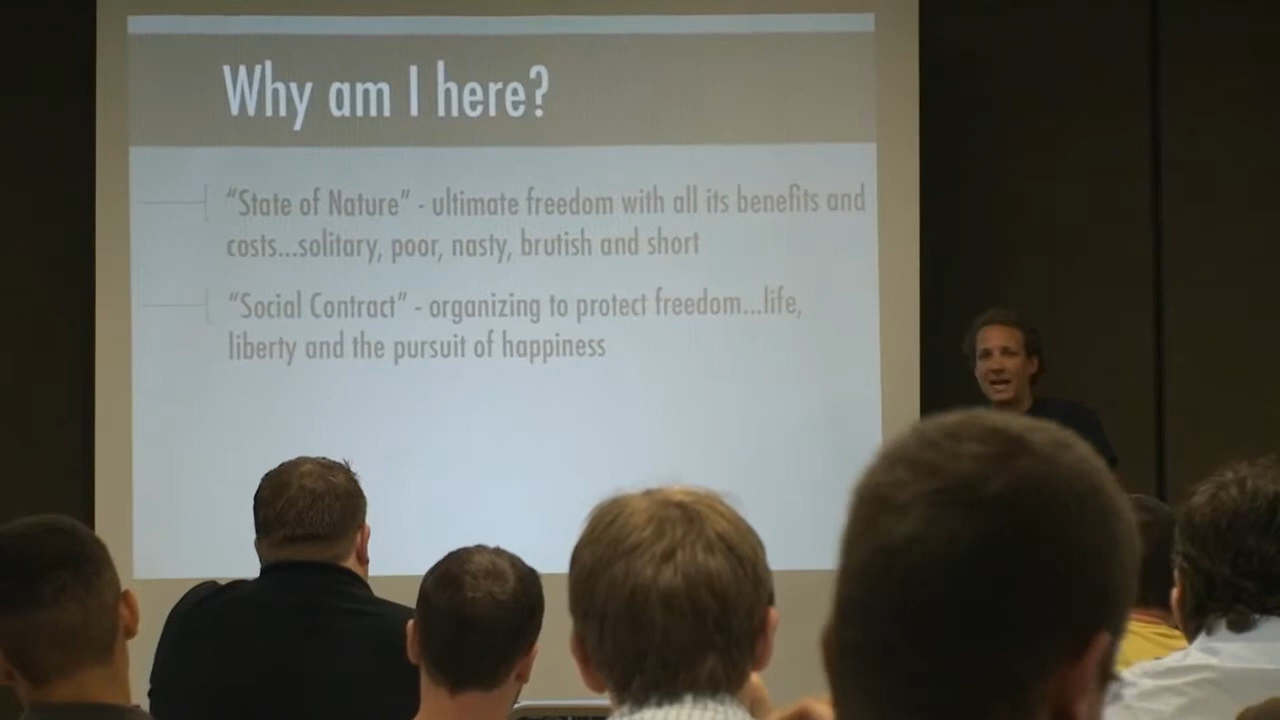 Why am I here?
“State of Nature” - ultimate freedom with all its benefits and
costs...solitary, poor, nasty, brutish and short
“Social Contract” - organizing to protect freedom...life,
liberty and the pursuit of happiness